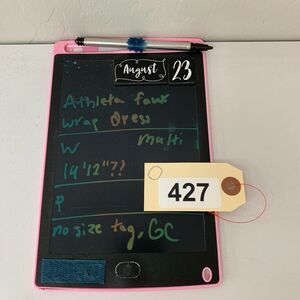 August 23
Athleta faux
wrap dress
W multi
14 '12"??
427
P
no size tag, GC